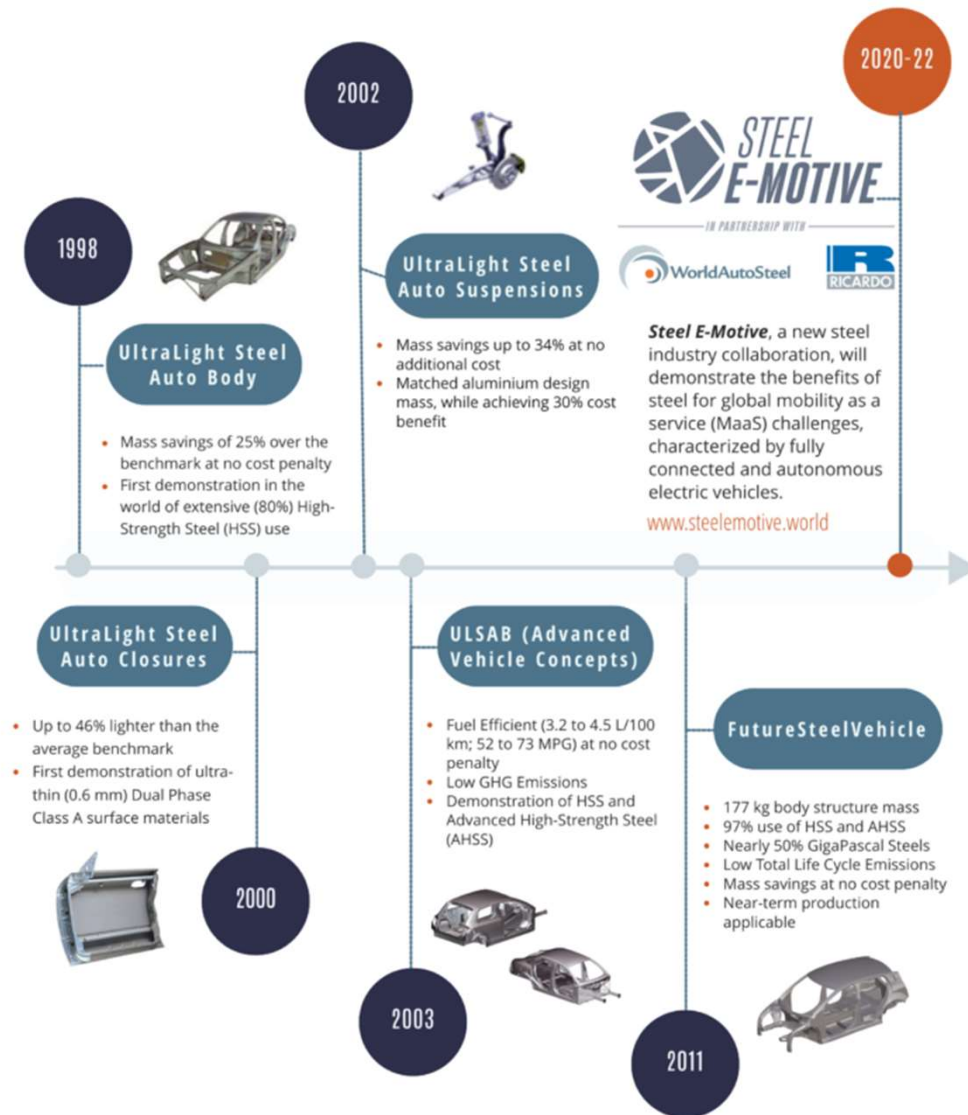 1998
UltraLight Steel
Auto Body
• Mass savings of 25% over the
benchmark at no cost penalty
• First demonstration in the
world of extensive (80%) High-
Strength Steel (HSS) use
2000
UltraLight Steel
Auto Closures
• Up to 46% lighter than the
average benchmark
• First demonstration of ultra-
thin (0.6 mm) Dual Phase
Class A surface materials
2002
UltraLight Steel
Auto Suspensions
• Mass savings up to 34% at no
additional cost
• Matched aluminium design
mass, while achieving 30% cost
benefit
2003
ULSAB (Advanced
Vehicle Concepts)
• Fuel Efficient (3.2 to 4.5 L/100
km; 52 to 73 MPG) at no cost
penalty
• Low GHG Emissions
• Demonstration of HSS and
Advanced High-Strength Steel
(AHSS)
2011
FutureSteelVehicle
• 177 kg body structure mass
• 97% use of HSS and AHSS
• Nearly 50% GigaPascal Steels
• Low Total Life Cycle Emissions
• Mass savings at no cost penalty
• Near-term production
applicable
2020-22
STEEL
E-MOTIVE
IN PARTNERSHIP WITH
WorldAutoSteel
R
RICARDO
Steel E-Motive, a new steel
industry collaboration, will
demonstrate the benefits of
steel for global mobility as a
service (MaaS) challenges,
characterized by fully
connected and autonomous
electric vehicles.
www.steelemotive.world